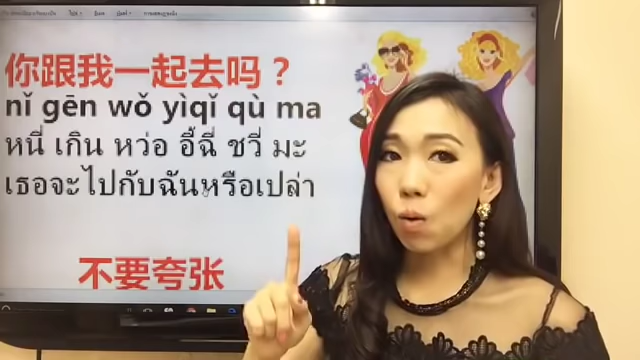 你跟我一起去吗？
nǐ gēn wǒ yìqǐ qù ma
หนี่ เกิน หว่อ อี้ฉี่ ชวี่ มะ
เธอจะไปกับฉันหรือเปล่า
不要夸张